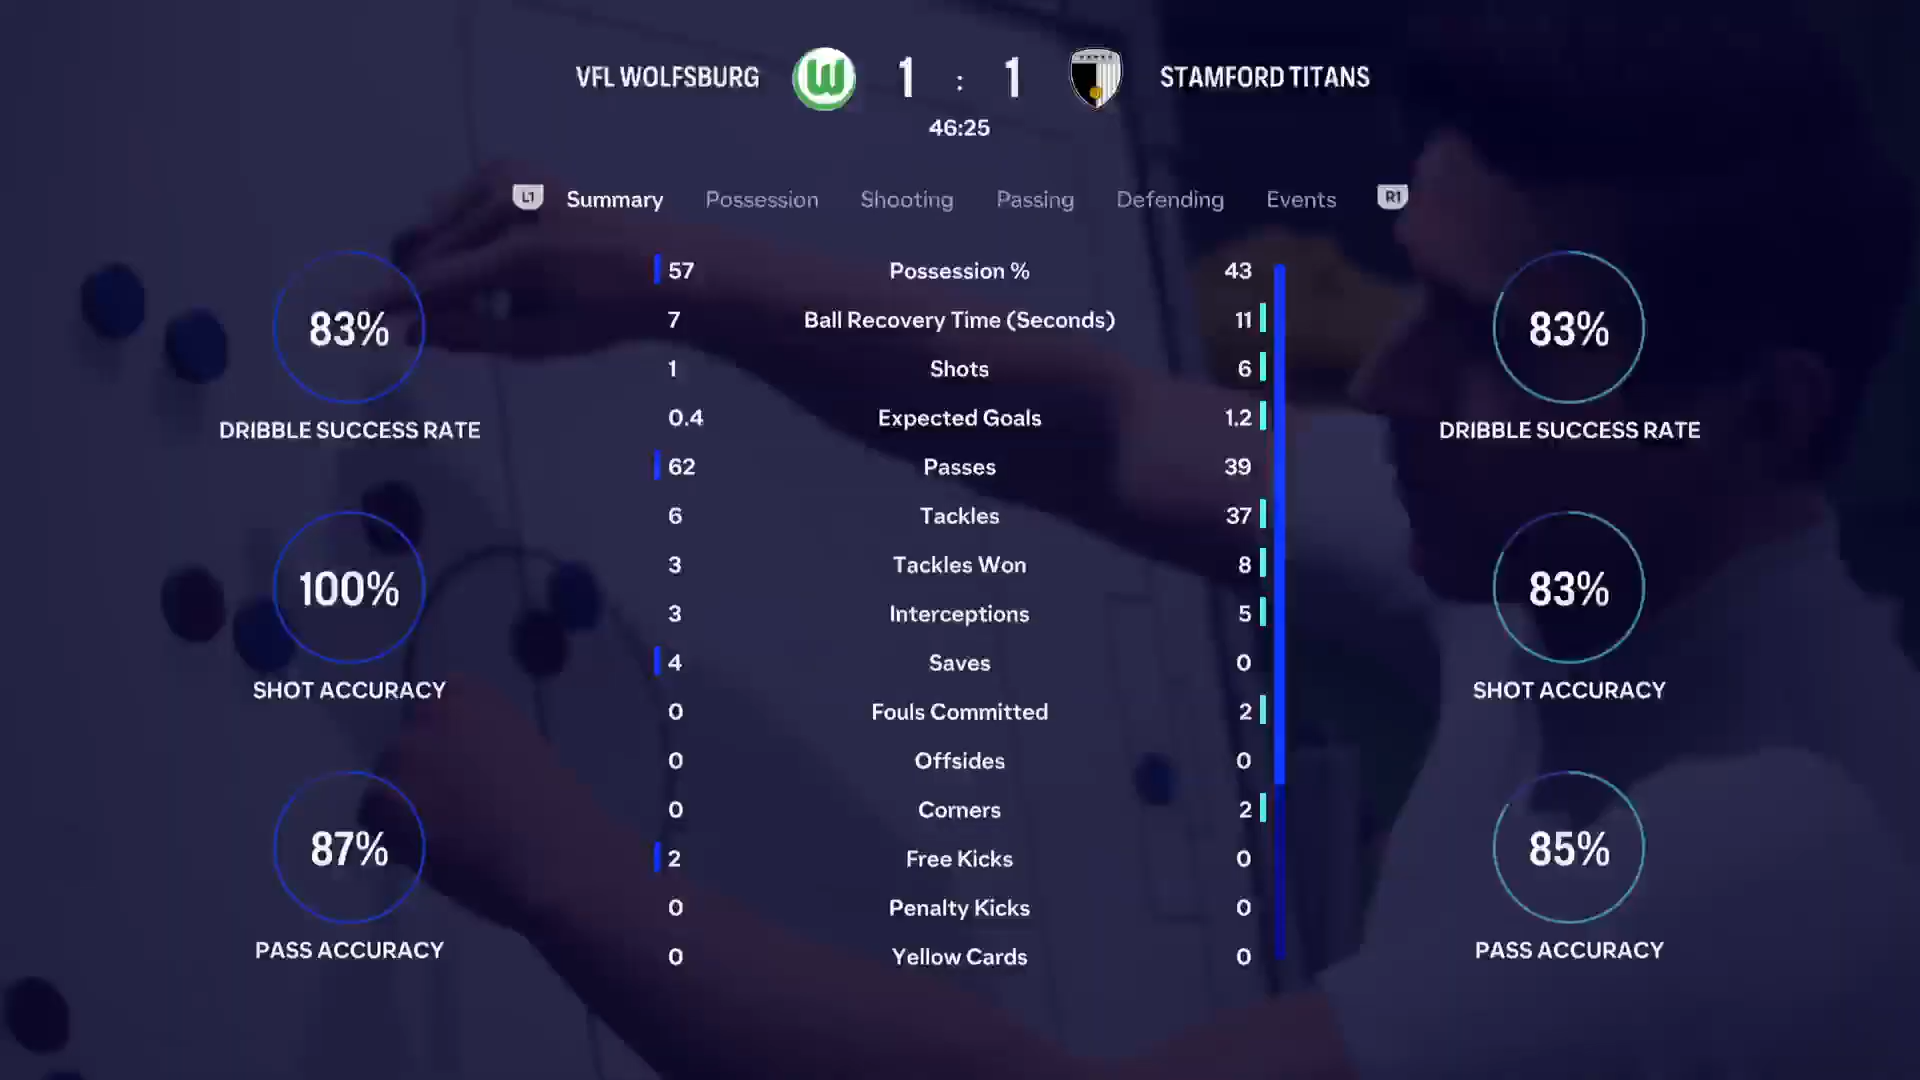 VFL WOLFSBURG W 1 : 1 STAMFORD TITANS
46:25
L1 Summary Possession Shooting Passing Defending Events R1
57 Possession % 43
7 Ball Recovery Time (Seconds) 11
1 Shots 6
0.4 Expected Goals 1.2
62 Passes 39
6 Tackles 37
3 Tackles Won 8
3 Interceptions 5
4 Saves 0
0 Fouls Committed 2
0 Offsides 0
0 Corners 2
2 Free Kicks 0
0 Penalty Kicks 0
0 Yellow Cards 0
83%
DRIBBLE SUCCESS RATE
100%
SHOT ACCURACY
87%
PASS ACCURACY
83%
DRIBBLE SUCCESS RATE
83%
SHOT ACCURACY
85%
PASS ACCURACY